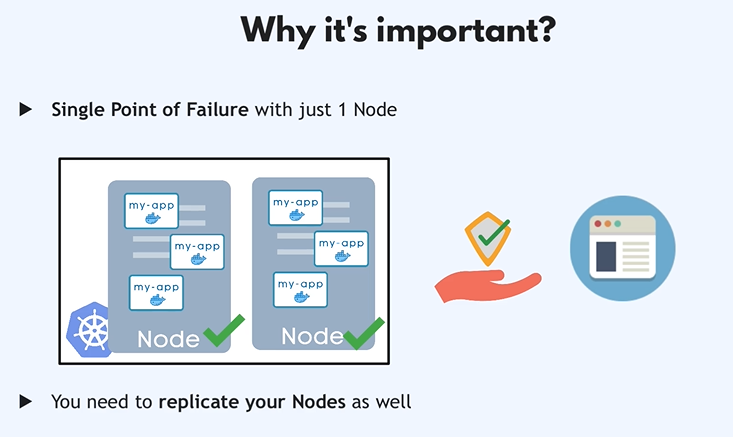 Why it's important?
Single Point of Failure with just 1 Node
my-app
my-app
my-app
Node
my-app
my-app
my-app
Node
You need to replicate your Nodes as well